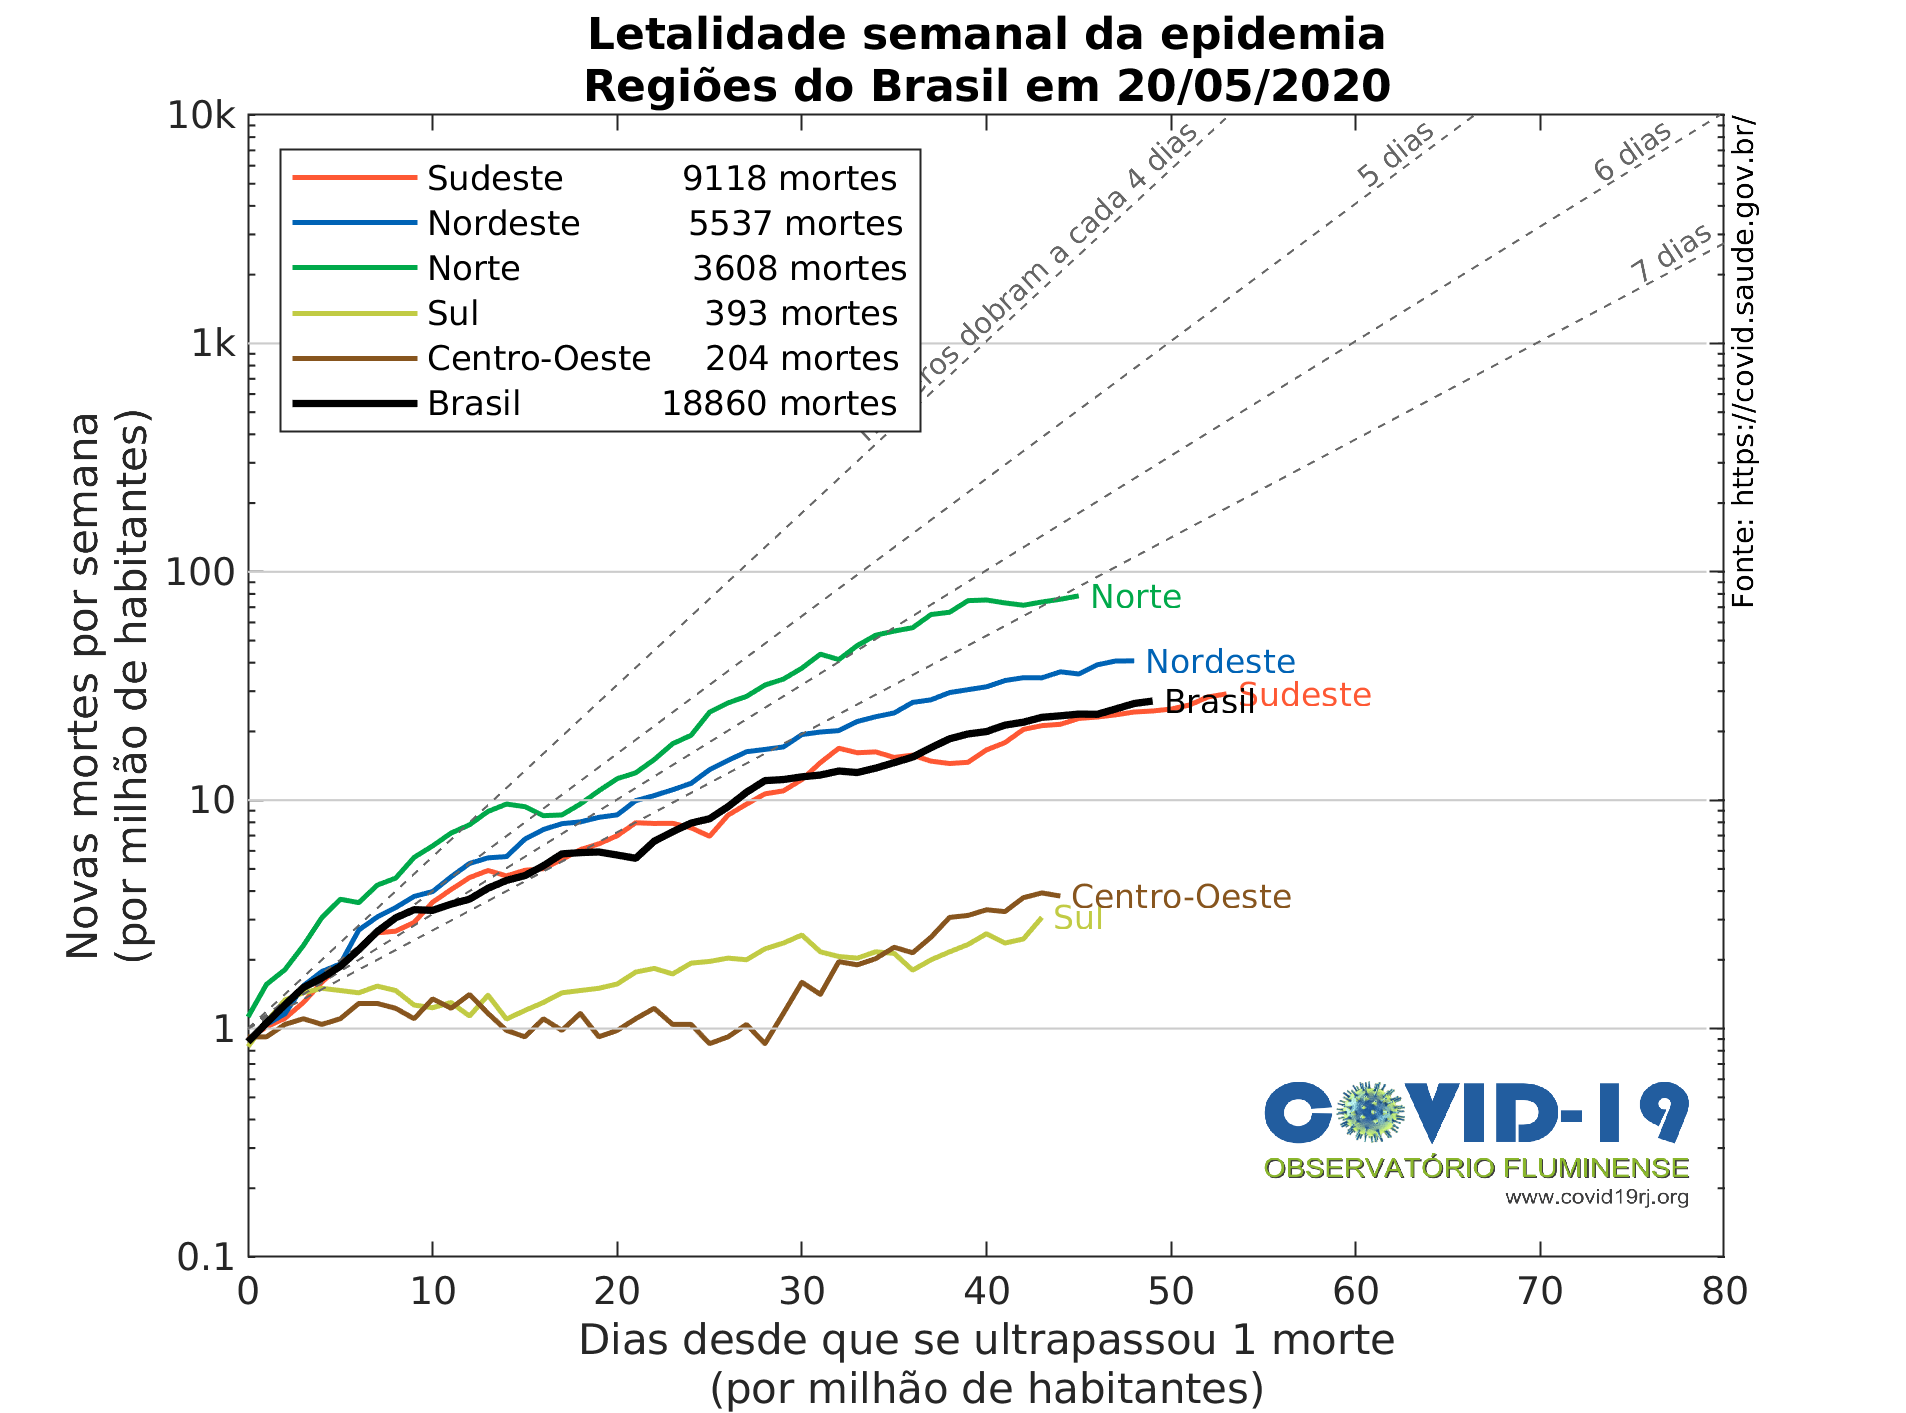 Letalidade semanal da epidemia
Regiões do Brasil em 20/05/2020
10k
1k
100
10
1
0.1
Novas mortes por semana
(por milhão de habitantes)
Sudeste 9118 mortes
Nordeste 5537 mortes
Norte 3608 mortes
Sul 393 mortes
Centro-Oeste 204 mortes
Brasil 18860 mortes
dobram a cada 4 dias
5 dias
6 dias
7 dias
Fonte: https://covid.saude.gov.br/
Norte
Nordeste
Sudeste
Brasil
Centro-Oeste
Sul
COVID-19
OBSERVATÓRIO FLUMINENSE
www.covid19rj.org
0 10 20 30 40 50 60 70 80
Dias desde que se ultrapassou 1 morte
(por milhão de habitantes)